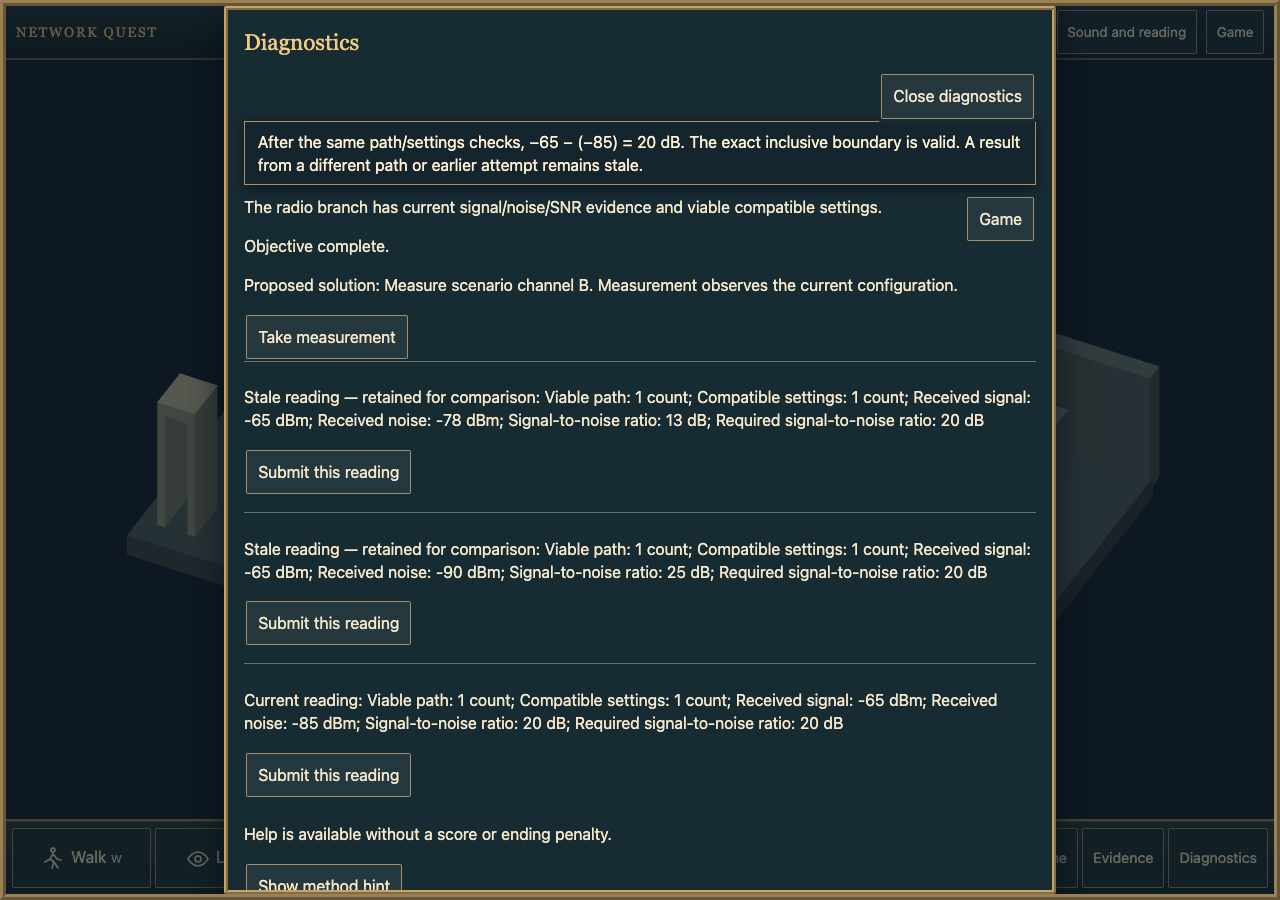 NETWORK QUEST
Sound and reading
Game
Diagnostics
Close diagnostics
After the same path/settings checks, −65 − (−85) = 20 dB. The exact inclusive boundary is valid. A result
from a different path or earlier attempt remains stale.
The radio branch has current signal/noise/SNR evidence and viable compatible settings.
Game
Objective complete.
Proposed solution: Measure scenario channel B. Measurement observes the current configuration.
Take measurement
Stale reading — retained for comparison: Viable path: 1 count; Compatible settings: 1 count; Received signal:
-65 dBm; Received noise: -78 dBm; Signal-to-noise ratio: 13 dB; Required signal-to-noise ratio: 20 dB
Submit this reading
Stale reading — retained for comparison: Viable path: 1 count; Compatible settings: 1 count; Received signal:
-65 dBm; Received noise: -90 dBm; Signal-to-noise ratio: 25 dB; Required signal-to-noise ratio: 20 dB
Submit this reading
Current reading: Viable path: 1 count; Compatible settings: 1 count; Received signal: -65 dBm; Received
noise: -85 dBm; Signal-to-noise ratio: 20 dB; Required signal-to-noise ratio: 20 dB
Submit this reading
Help is available without a score or ending penalty.
Show method hint
Walk W
Evidence
Diagnostics